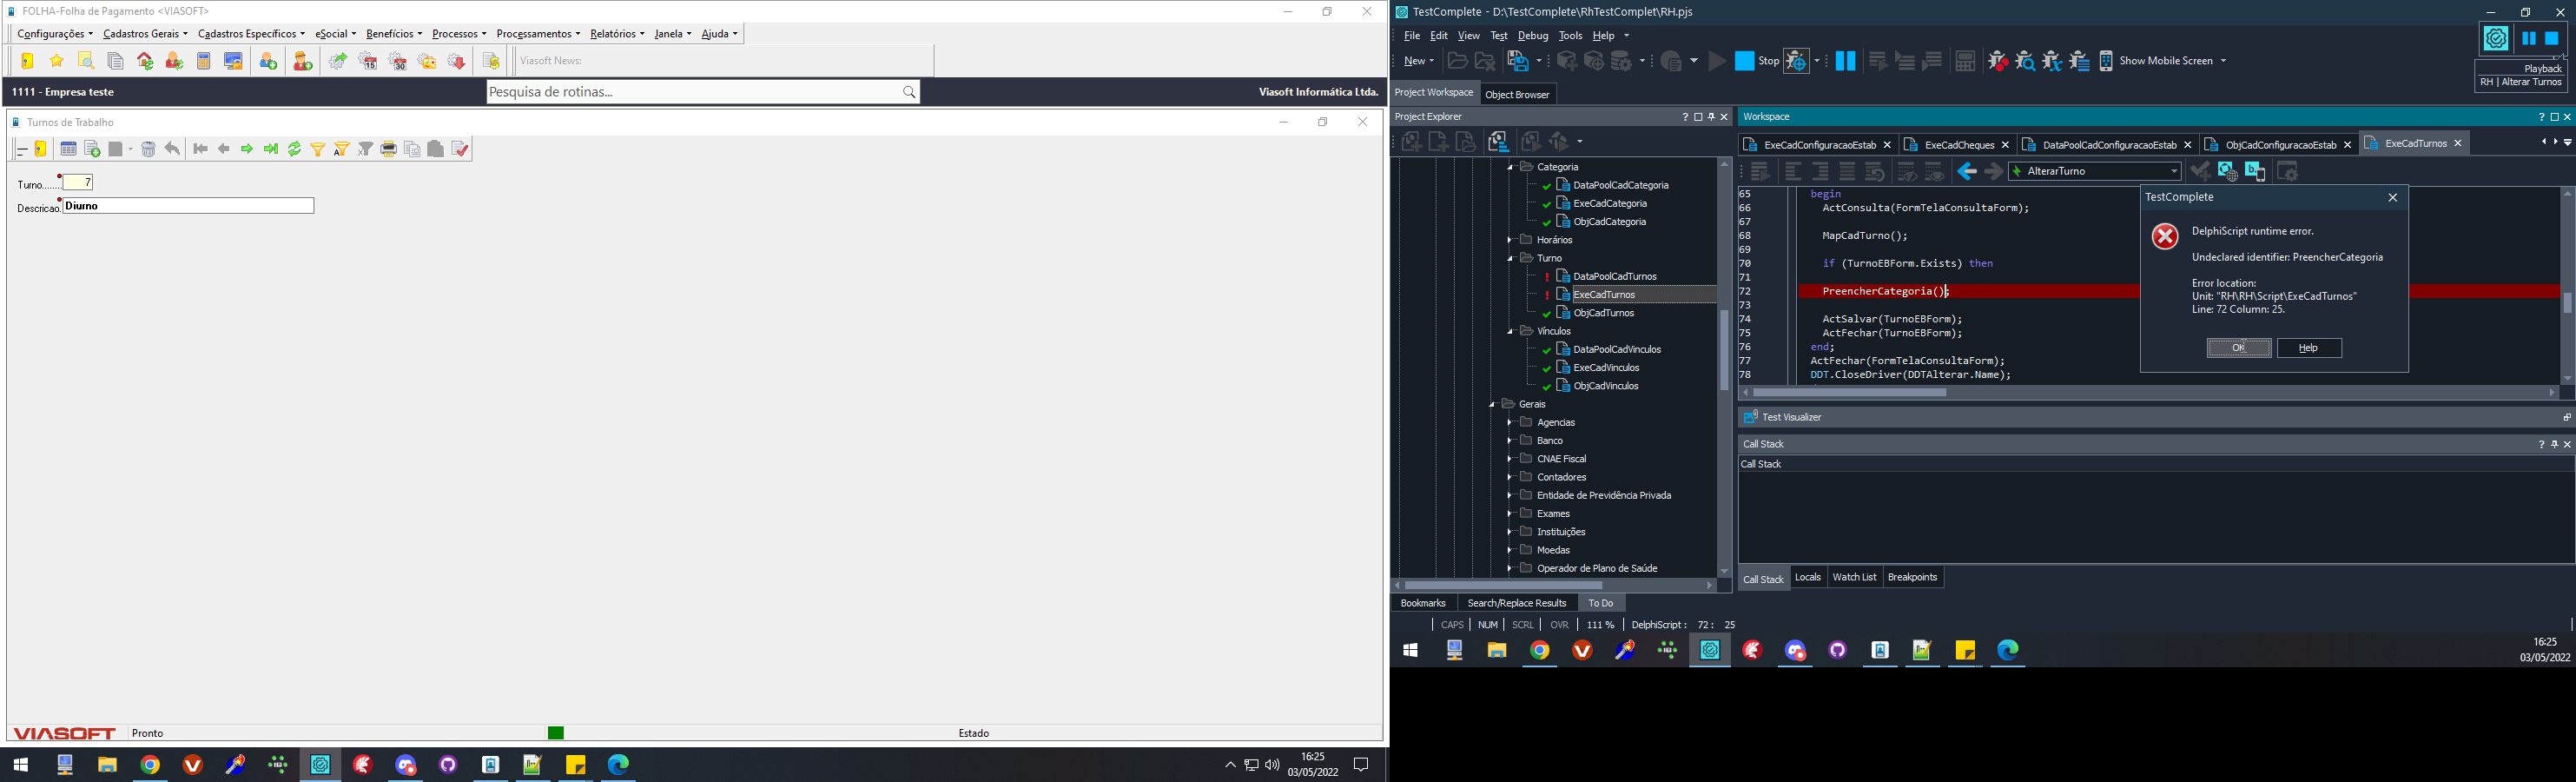 FOLHA-Folha de Pagamento <VIASOFT>
Configurações Cadastros Gerais Cadastros Específicos eSocial Benefícios Processos Processamentos Relatórios Janela Ajuda
15 30 Viasoft News:
1111 - Empresa teste
Pesquisa de rotinas...
Viasoft Informática Ltda.
Turnos de Trabalho
Turno....... 7
Descricao. Diurno
VIASOFT Pronto Estado
16:25
03/05/2022
TestComplete - D:\TestComplete\RhTestComplet\RH.pjs
File Edit View Test Debug Tools Help
New Stop Show Mobile Screen
Playback
RH | Alterar Turnos
Project Workspace Object Browser
Project Explorer
Categoria
DataPoolCadCategoria
ExeCadCategoria
ObjCadCategoria
Horários
Turno
DataPoolCadTurnos
ExeCadTurnos
ObjCadTurnos
Vínculos
DataPoolCadVinculos
ExeCadVinculos
ObjCadVinculos
Gerais
Agencias
Banco
CNAE Fiscal
Contadores
Entidade de Previdência Privada
Exames
Instituições
Moedas
Operador de Plano de Saúde
Bookmarks Search/Replace Results To Do
Workspace
ExeCadConfiguracaoEstab ExeCadCheques DataPoolCadConfiguracaoEstab ObjCadConfiguracaoEstab ExeCadTurnos
AlterarTurno
65 begin
66 ActConsulta(FormTelaConsultaForm);
67
68 MapCadTurno();
69
70 if (TurnoEBForm.Exists) then
71
72 PreencherCategoria();
73
74 ActSalvar(TurnoEBForm);
75 ActFechar(TurnoEBForm);
76 end;
77 ActFechar(FormTelaConsultaForm);
78 DDT.CloseDriver(DDTAlterar.Name);
TestComplete
DelphiScript runtime error.
Undeclared identifier: PreencherCategoria
Error location:
Unit: "RH\RH\Script\ExeCadTurnos"
Line: 72 Column: 25.
OK Help
Test Visualizer
Call Stack
Call Stack
Call Stack Locals Watch List Breakpoints
CAPS NUM SCRL OVR 111 % DelphiScript : 72 : 25
16:25
03/05/2022